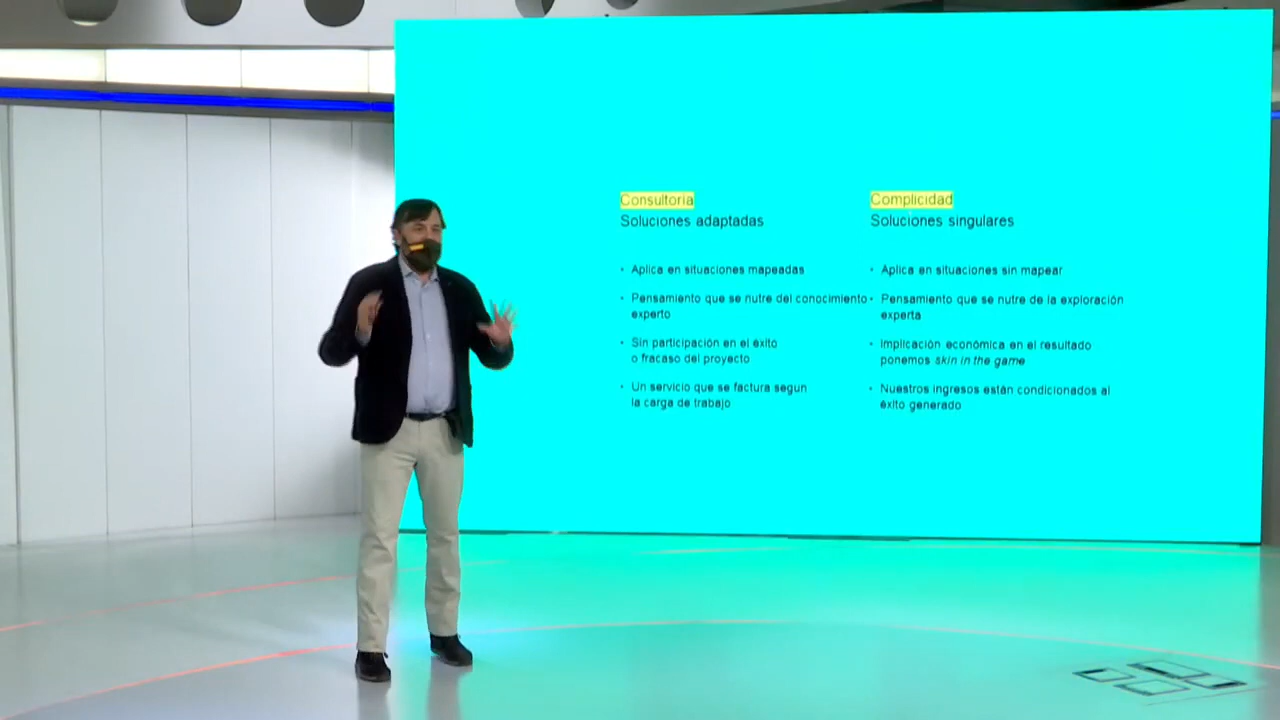 Consultoria
Soluciones adaptadas
• Aplica en situaciones mapeadas
• Pensamiento que se nutre del conocimiento
experto
• Sin participación en el éxito
o fracaso del proyecto
• Un servicio que se factura segun
la carga de trabajo
Complicidad
Soluciones singulares
• Aplica en situaciones sin mapear
• Pensamiento que se nutre de la exploración
experta
• Implicación económica en el resultado
ponemos skin in the game
• Nuestros ingresos están condicionados al
éxito generado